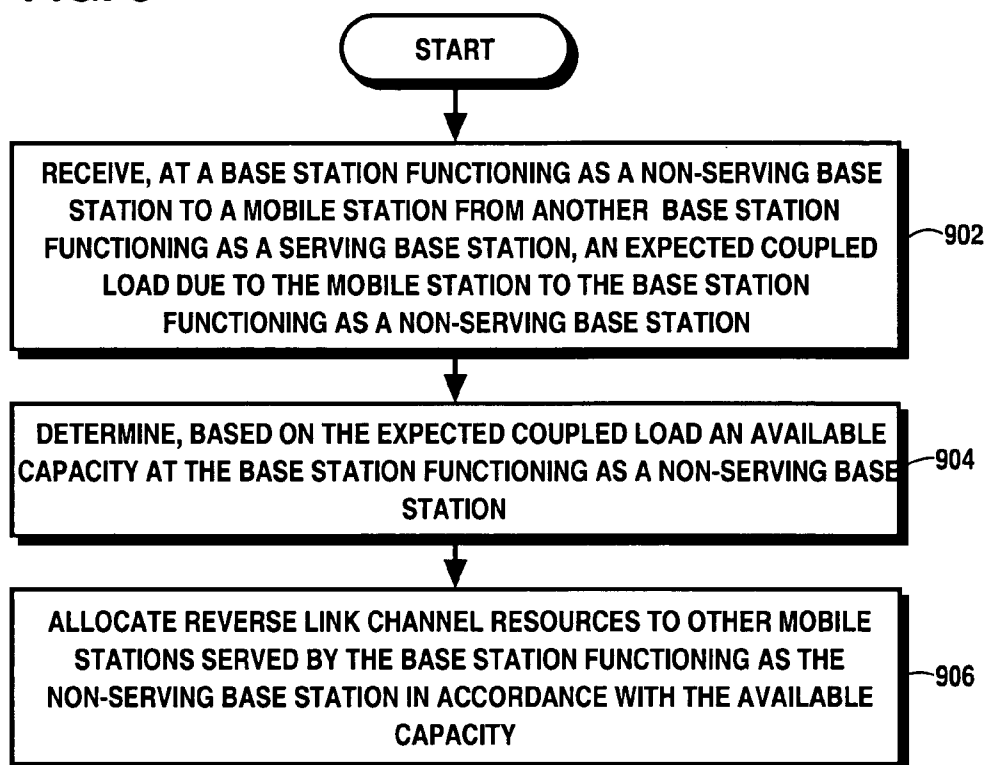 START
RECEIVE, AT A BASE STATION FUNCTIONING AS A NON-SERVING BASE
STATION TO A MOBILE STATION FROM ANOTHER BASE STATION
FUNCTIONING AS A SERVING BASE STATION, AN EXPECTED COUPLED
LOAD DUE TO THE MOBILE STATION TO THE BASE STATION
FUNCTIONING AS A NON-SERVING BASE STATION
902
DETERMINE, BASED ON THE EXPECTED COUPLED LOAD AN AVAILABLE
CAPACITY AT THE BASE STATION FUNCTIONING AS A NON-SERVING BASE
STATION
904
ALLOCATE REVERSE LINK CHANNEL RESOURCES TO OTHER MOBILE
STATIONS SERVED BY THE BASE STATION FUNCTIONING AS THE
NON-SERVING BASE STATION IN ACCORDANCE WITH THE AVAILABLE
CAPACITY
906